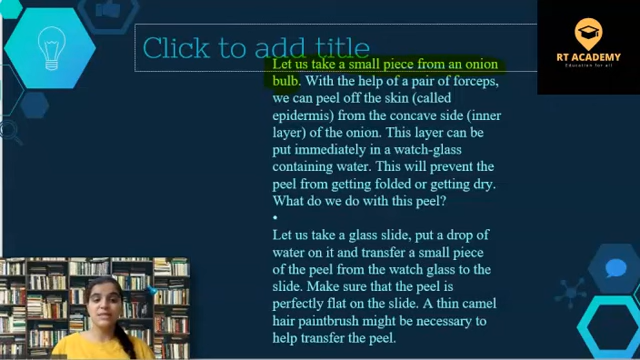 Click to add title
RT ACADEMY
Education for all
Let us take a small piece from an onion
bulb. With the help of a pair of forceps,
we can peel off the skin (called
epidermis) from the concave side (inner
layer) of the onion. This layer can be
put immediately in a watch-glass
containing water. This will prevent the
peel from getting folded or getting dry.
What do we do with this peel?
•
Let us take a glass slide, put a drop of
water on it and transfer a small piece
of the peel from the watch glass to the
slide. Make sure that the peel is
perfectly flat on the slide. A thin camel
hair paintbrush might be necessary to
help transfer the peel.